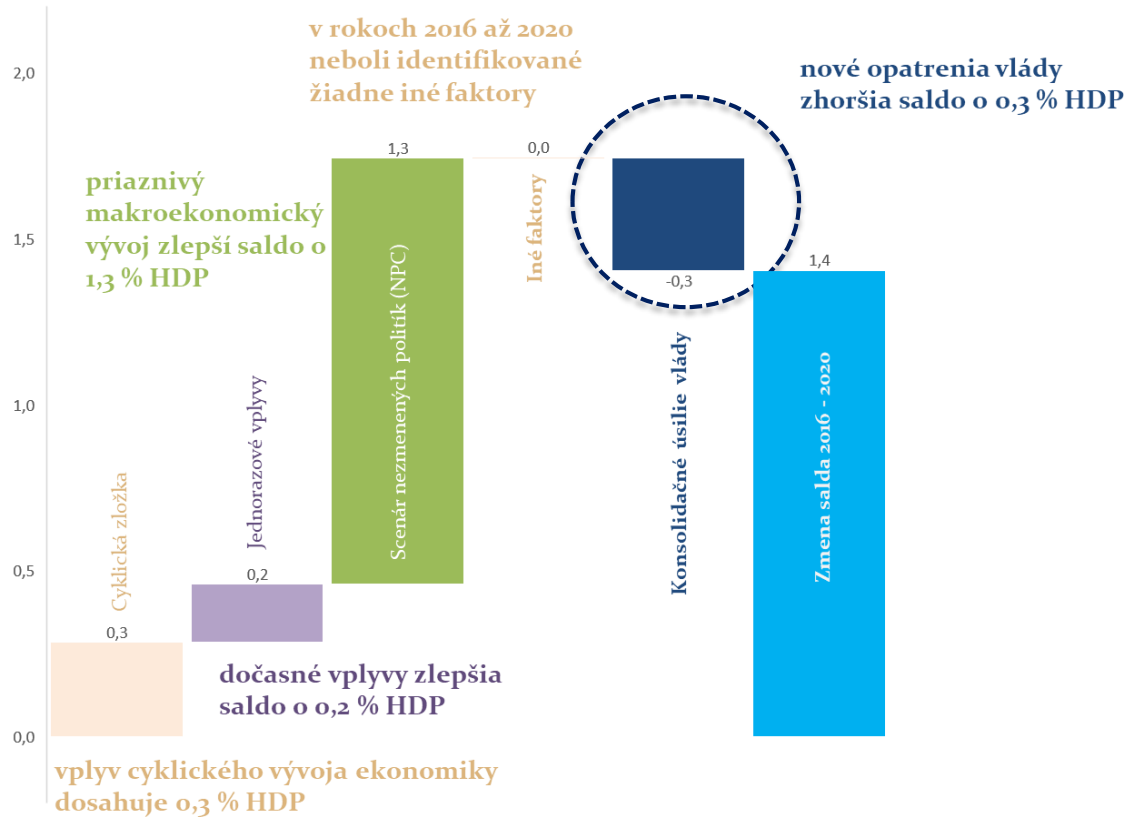 v rokoch 2016 až 2020
neboli identifikované
žiadne iné faktory
nové opatrenia vlády
zhoršia saldo o 0,3 % HDP
2,0
1,5
1,0
0,5
0,0
priaznivý
makroekonomický
vývoj zlepší saldo o
1,3 % HDP
0,3
0,2
1,3
0,0
-0,3
1,4
Cyklická zložka
Jednorazové vplyvy
Scenár nezmenených politík (NPC)
Iné faktory
Konsolidačné úsilie vlády
Zmena salda 2016 - 2020
dočasné vplyvy zlepšia
saldo o 0,2 % HDP
vplyv cyklického vývoja ekonomiky
dosahuje 0,3 % HDP